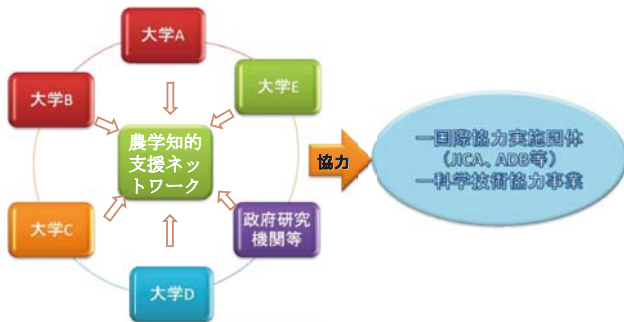 大学A
大学B
大学E
農学知的
支援ネッ
トワーク
協力
一国際協力実施団体
（JICA、ADB等）
一科学技術協力事業
大学C
政府研究
機関等
大学D